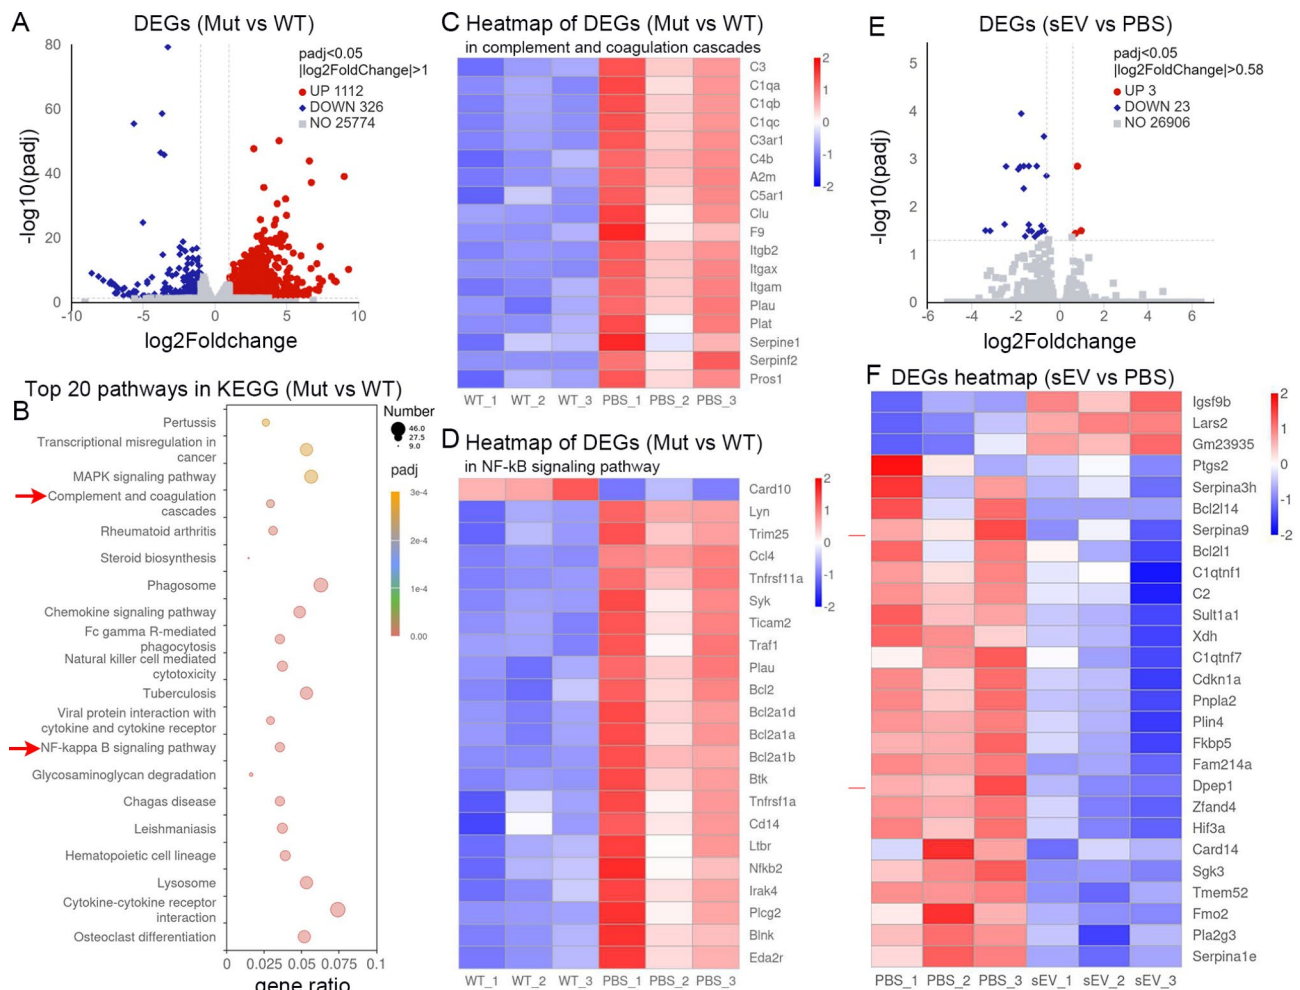 A
DEGs (Mut vs WT)
padj<0.05
|log2FoldChange|>1
UP 1112
DOWN 326
NO 25774
-log10(padj)
80
60
40
20
0
-10
-5
0
5
10
log2Foldchange
Top 20 pathways in KEGG (Mut vs WT)
B
Pertussis
Transcriptional misregulation in
cancer
MAPK signaling pathway
Complement and coagulation
cascades
Rheumatoid arthritis
Steroid biosynthesis
Phagosome
Chemokine signaling pathway
Fc gamma R-mediated
phagocytosis
Natural killer cell mediated
cytotoxicity
Tuberculosis
Viral protein interaction with
cytokine and cytokine receptor
NF-kappa B signaling pathway
Glycosaminoglycan degradation
Chagas disease
Leishmaniasis
Hematopoietic cell lineage
Lysosome
Cytokine-cytokine receptor
interaction
Osteoclast differentiation
0
0.025
0.05
0.075
0.1
gene ratio
Number
46.0
27.5
9.0
padj
3e-4
2e-4
1e-4
0.00
C
Heatmap of DEGs (Mut vs WT)
in complement and coagulation cascades
C3
C1qa
C1qb
C1qc
C3ar1
C4b
A2m
C5ar1
Clu
F9
Itgb2
Itgax
Itgam
Plau
Plat
Serpine1
Serpinf2
Pros1
WT_1
WT_2
WT_3
PBS_1
PBS_2
PBS_3
2
1
0
-1
-2
D
Heatmap of DEGs (Mut vs WT)
in NF-kB signaling pathway
Card10
Lyn
Trim25
Ccl4
Tnfrsf11a
Syk
Ticam2
Traf1
Plau
Bcl2
Bcl2a1d
Bcl2a1a
Bcl2a1b
Btk
Tnfrsf1a
Cd14
Ltbr
Nfkb2
Irak4
Plcg2
Blnk
Eda2r
WT_1
WT_2
WT_3
PBS_1
PBS_2
PBS_3
2
1
0
-1
-2
E
DEGs (sEV vs PBS)
padj<0.05
|log2FoldChange|>0.58
UP 3
DOWN 23
NO 26906
-log10(padj)
5
4
3
2
1
0
-6
-4
-2
0
2
4
6
log2Foldchange
F
DEGs heatmap (sEV vs PBS)
Igsf9b
Lars2
Gm23935
Ptgs2
Serpina3h
Bcl2l14
Serpina9
Bcl2l1
C1qtnf1
C2
Sult1a1
Xdh
C1qtnf7
Cdkn1a
Pnpla2
Plin4
Fkbp5
Fam214a
Dpep1
Zfand4
Hif3a
Card14
Sgk3
Tmem52
Fmo2
Pla2g3
Serpina1e
PBS_1
PBS_2
PBS_3
sEV_1
sEV_2
sEV_3
2
1
0
-1
-2